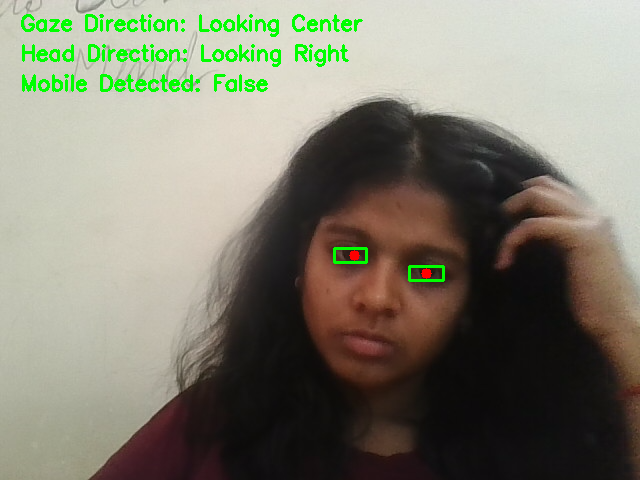 Gaze Direction: Looking Center
Head Direction: Looking Right
Mobile Detected: False